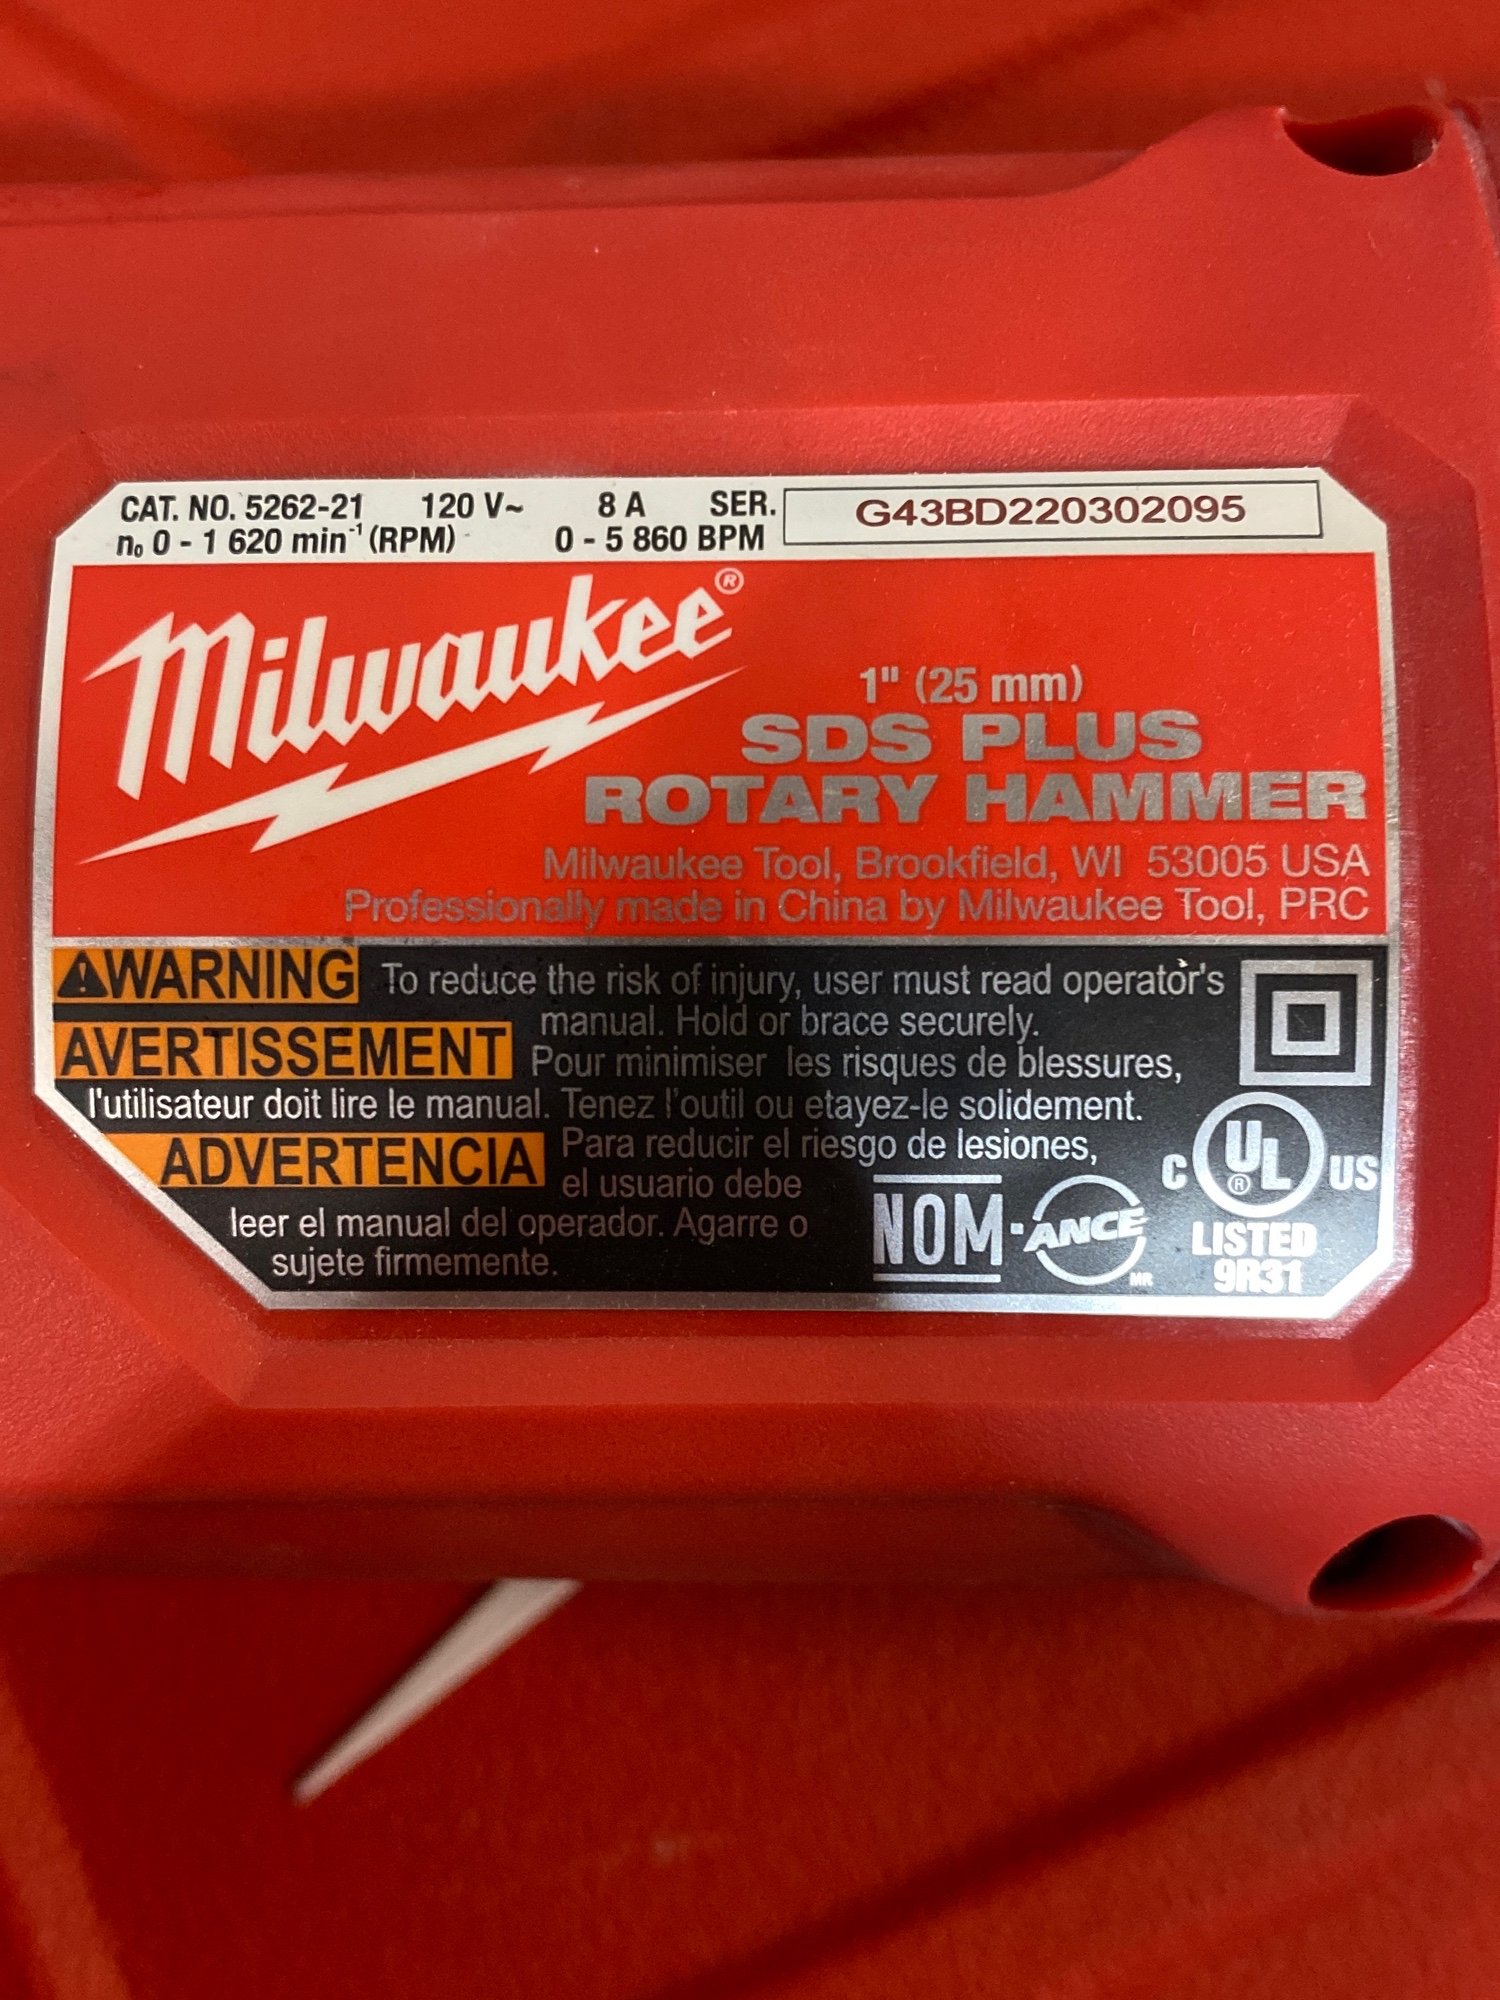 CAT. NO. 5262-21 120 V~ 8 A SER. G43BD220302095
n₀ 0 - 1 620 min⁻¹ (RPM) 0 - 5 860 BPM
Milwaukee®
1" (25 mm)
SDS PLUS
ROTARY HAMMER
Milwaukee Tool, Brookfield, WI 53005 USA
Professionally made in China by Milwaukee Tool, PRC
WARNING To reduce the risk of injury, user must read operator's
manual. Hold or brace securely.
AVERTISSEMENT Pour minimiser les risques de blessures,
l'utilisateur doit lire le manual. Tenez l'outil ou etayez-le solidement.
ADVERTENCIA Para reducir el riesgo de lesiones,
el usuario debe
leer el manual del operador. Agarre o
sujete firmemente.
NOM-ANCE MR
C UL® US
LISTED
9R31